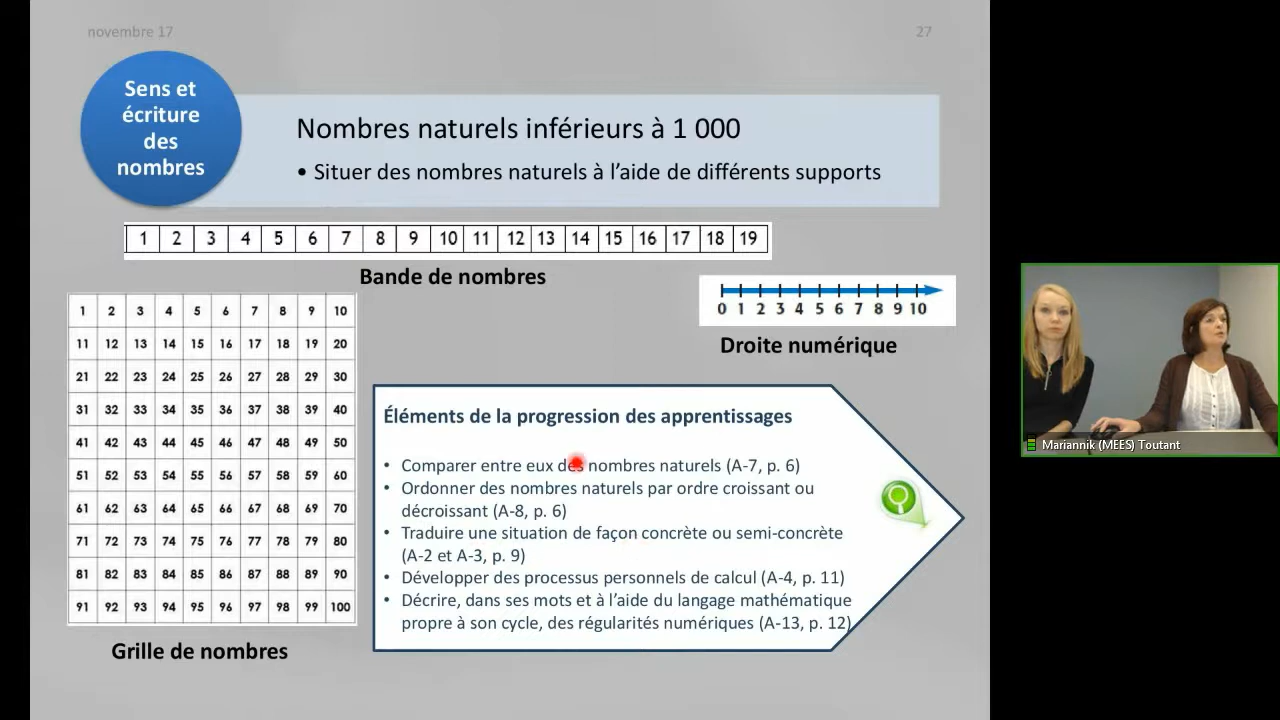 novembre 17
27
Sens et
écriture
des
nombres
Nombres naturels inférieurs à 1 000
• Situer des nombres naturels à l’aide de différents supports
1 2 3 4 5 6 7 8 9 10 11 12 13 14 15 16 17 18 19
Bande de nombres
0 1 2 3 4 5 6 7 8 9 10
Droite numérique
1 2 3 4 5 6 7 8 9 10
11 12 13 14 15 16 17 18 19 20
21 22 23 24 25 26 27 28 29 30
31 32 33 34 35 36 37 38 39 40
41 42 43 44 45 46 47 48 49 50
51 52 53 54 55 56 57 58 59 60
61 62 63 64 65 66 67 68 69 70
71 72 73 74 75 76 77 78 79 80
81 82 83 84 85 86 87 88 89 90
91 92 93 94 95 96 97 98 99 100
Grille de nombres
Éléments de la progression des apprentissages
• Comparer entre eux des nombres naturels (A-7, p. 6)
• Ordonner des nombres naturels par ordre croissant ou
décroissant (A-8, p. 6)
• Traduire une situation de façon concrète ou semi-concrète
(A-2 et A-3, p. 9)
• Développer des processus personnels de calcul (A-4, p. 11)
• Décrire, dans ses mots et à l’aide du langage mathématique
propre à son cycle, des régularités numériques (A-13, p. 12)
Mariannik (MEES) Toutant